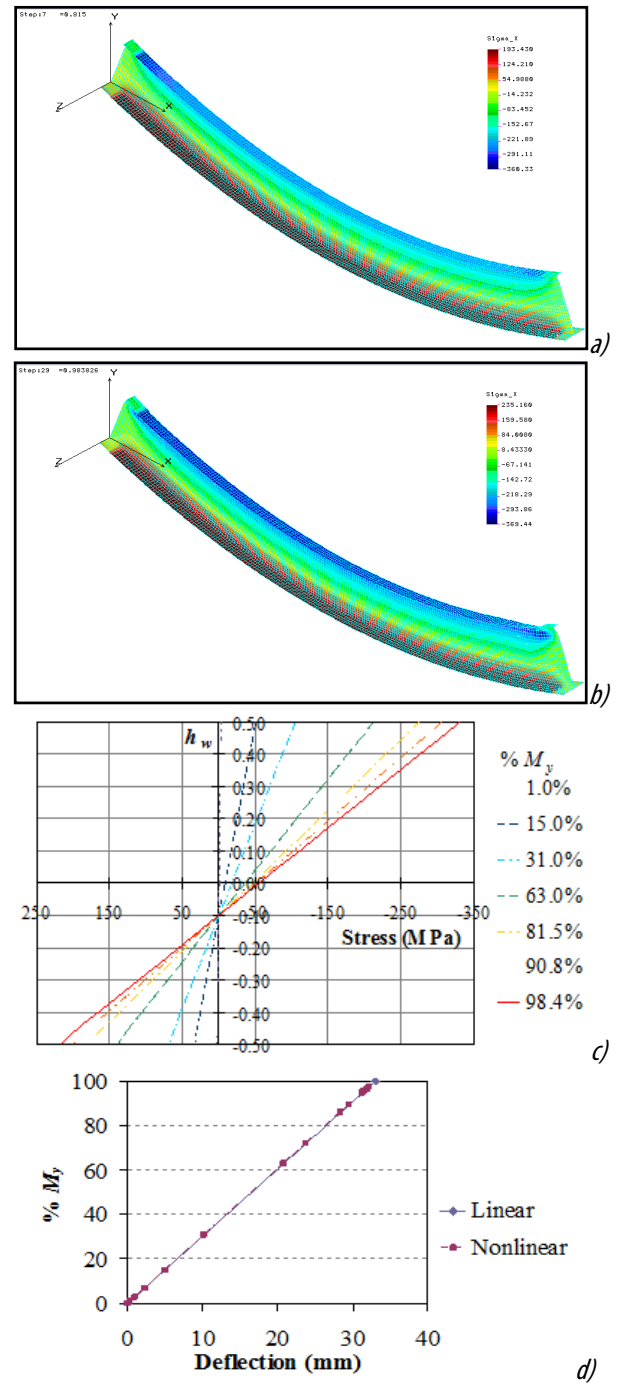 Step:7 =0.815
Y
Z
X
Sigma_X
193.430
124.210
54.9880
-14.232
-83.452
-152.67
-221.89
-291.11
-360.33
a)
Step:29 =0.983826
Y
Z
X
Sigma_X
235.160
159.580
84.0080
8.43330
-67.141
-142.72
-218.29
-293.86
-369.44
b)
h_w
0.50
0.40
0.30
0.20
0.10
0.00
250 150 50 -50 -150 -250 -350
-0.10
Stress (MPa)
-0.20
-0.30
-0.40
-0.50
% M_y
1.0%
15.0%
31.0%
63.0%
81.5%
90.8%
98.4%
c)
100
80
60
40
20
0
% M_y
0 10 20 30 40
Deflection (mm)
Linear
Nonlinear
d)